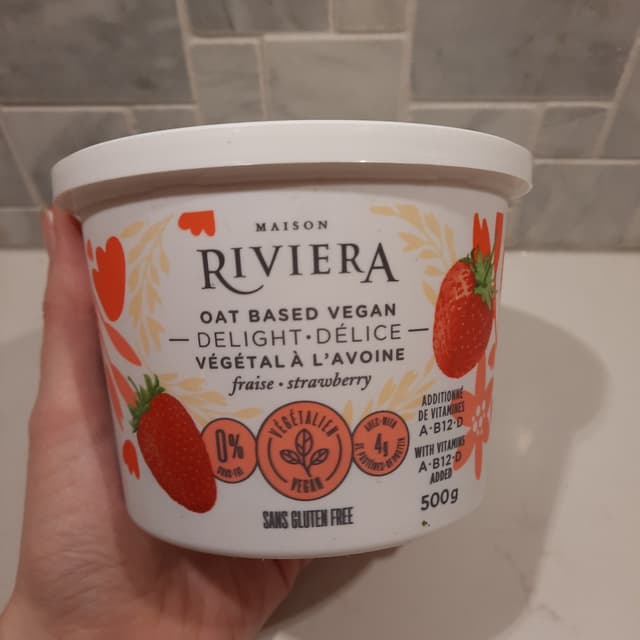 MAISON
RIVIERA
OAT BASED VEGAN
DELIGHT · DÉLICE
VÉGÉTAL À L'AVOINE
fraise · strawberry
0%
VÉGÉTALIEN
VEGAN
4g
ADDITIONNÉ
DE VITAMINES
A·B12·D
WITH VITAMINS
A·B12·D
ADDED
SANS GLUTEN FREE
500g